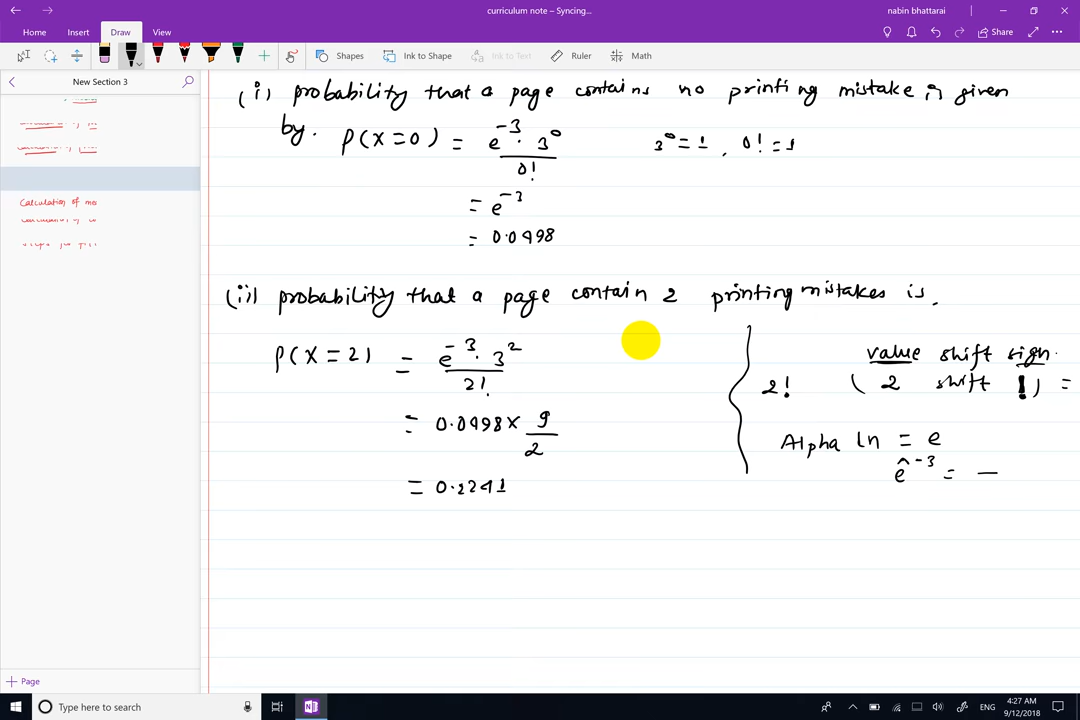 curriculum note ~ Syncing...
nabin bhattarai
Home Insert Draw View
Share
Shapes Ink to Shape Ink to Text Ruler Math
New Section 3
Calculation of
Page
(i) probability that a page contains no printing mistake is given
by. P(X=0) = e^-3 . 3^0 / 0! 3^0 = 1, 0! = 1
= e^-3
= 0.0498
(ii) probability that a page contain 2 printing mistakes is.
P(X=2) = e^-3 . 3^2 / 2!
= 0.0498 × 9/2
= 0.2241
value shift sign.
2! ( 2 shift !) =
Alpha ln = e
e^-3 = —
Type here to search
ENG
4:27 AM
9/12/2018